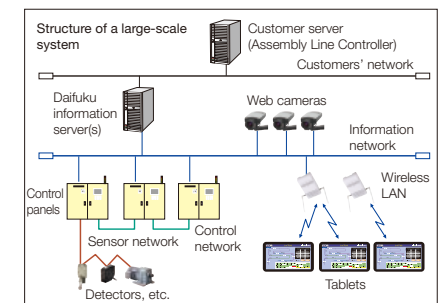 Structure of a large-scale
system
Customer server
(Assembly Line Controller)
Customers' network
Daifuku
information
server(s)
Web cameras
Information
network
Control
panels
Wireless
LAN
Sensor network
Control
network
Detectors, etc.
Tablets